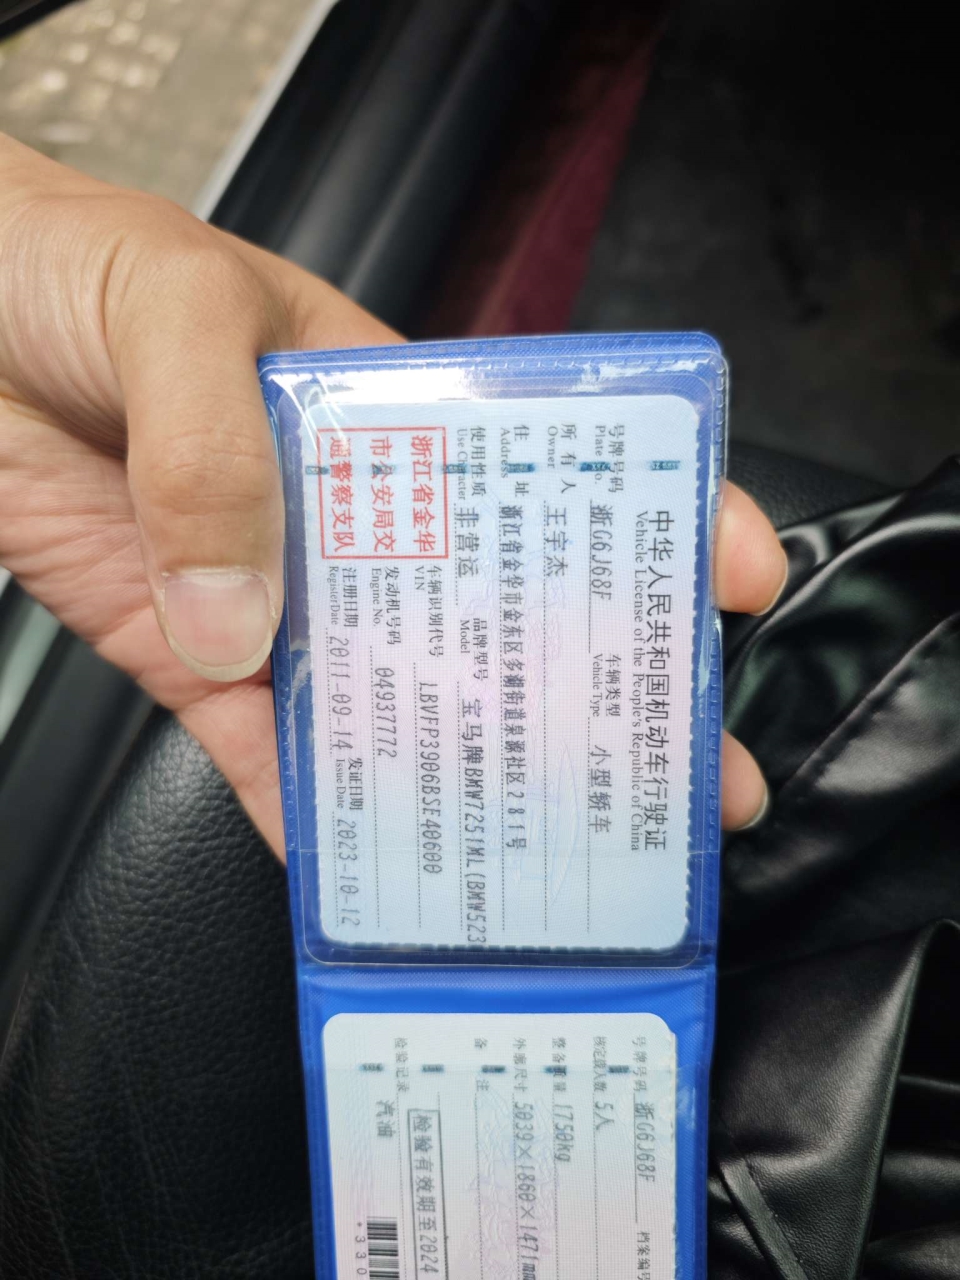 中华人民共和国机动车行驶证
Vehicle License of the People's Republic of China
号牌号码 浙G6J68F 车辆类型 小型轿车
Plate No. Vehicle Type
所有人 王宇杰
Owner
住址 浙江省金华市金东区多湖街道泉源社区281号
Address
使用性质 非营运 品牌型号 宝马牌BMW7251ML(BMW523
Use Character Model
浙江省金华
市公安局交
通警察支队
车辆识别代号 LBVFP3906BSE40600
VIN
发动机号码 04937772
Engine No.
注册日期 2011-09-14 发证日期 2023-10-12
Register Date Issue Date
号牌号码 浙G6J68F 档案编号
核定载人数 5人
整备质量 1750kg
外廓尺寸 5039×1860×1471mm
备注
检验有效期至2024
检验记录 汽油
*330